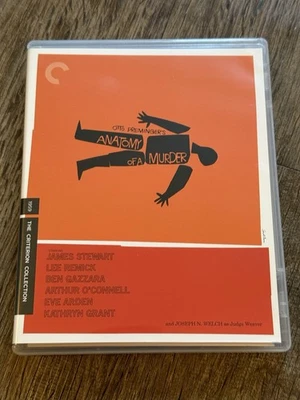 OTTO PREMINGER'S
ANATOMY
OF A MURDER
1959
THE CRITERION COLLECTION
JAMES STEWART
LEE REMICK
BEN GAZZARA
ARTHUR O'CONNELL
EVE ARDEN
KATHRYN GRANT
and JOSEPH N. WELCH as Judge Weaver